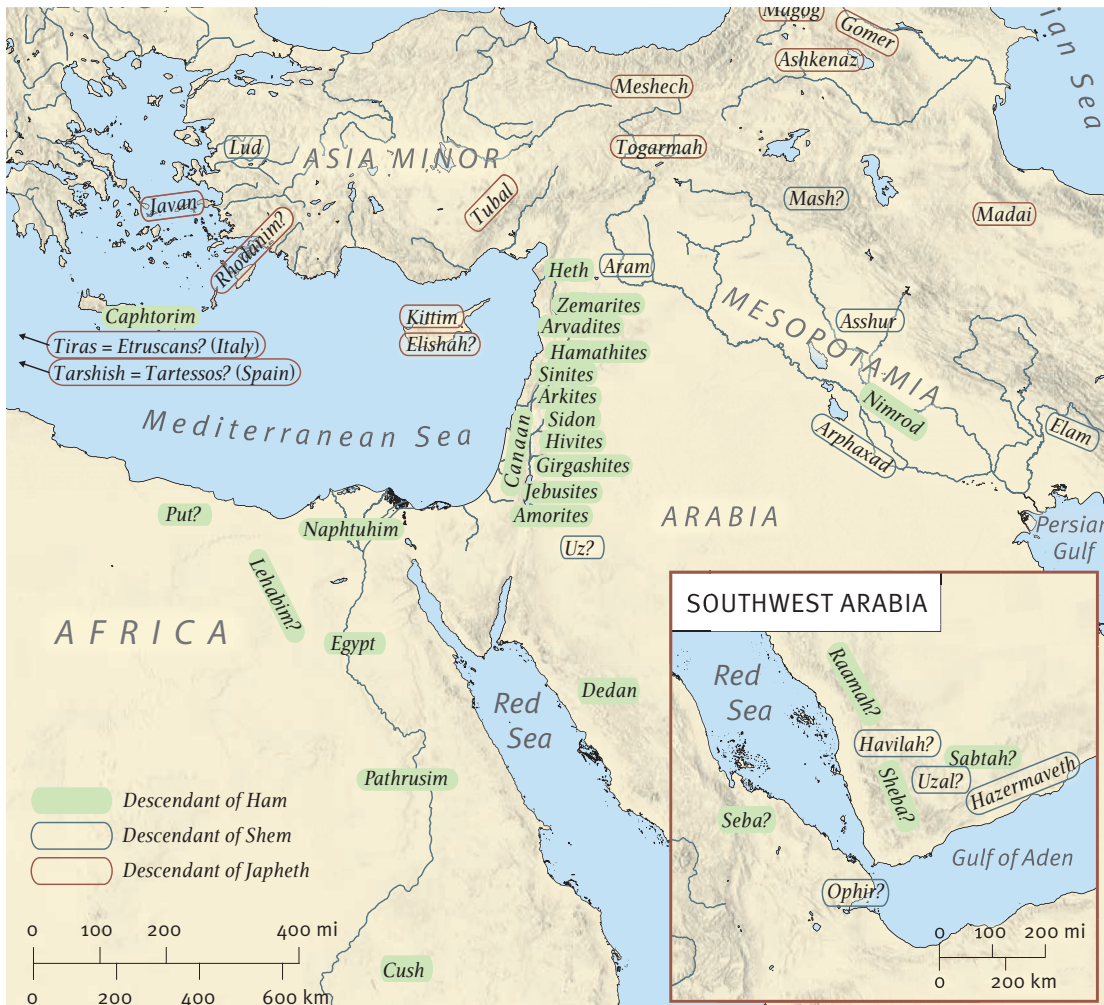 Magog
Gomer
Ashkenaz
Meshech
Togarmah
Lud
ASIA MINOR
Javan
Rhodanim?
Tubal
Mash?
Madai
Heth
Aram
Caphtorim
Kittim
Elishah?
Tiras = Etruscans? (Italy)
Tarshish = Tartessos? (Spain)
Zemarites
Arvadites
Hamathites
Sinites
Arkites
Sidon
Hivites
Girgashites
Jebusites
Amorites
Canaan
MESOPOTAMIA
Asshur
Nimrod
Arphaxad
Elam
Mediterranean Sea
Put?
Naphtuhim
ARABIA
Uz?
Persian
Gulf
Lehabim?
AFRICA
Egypt
Red
Sea
Dedan
Pathrusim
Cush
Descendant of Ham
Descendant of Shem
Descendant of Japheth
0 100 200 400 mi
0 200 400 600 km
SOUTHWEST ARABIA
Red
Sea
Raamah?
Havilah?
Sabtah?
Uzal?
Sheba?
Hazermaveth
Seba?
Gulf of Aden
Ophir?
0 100 200 mi
0 200 km
Sea